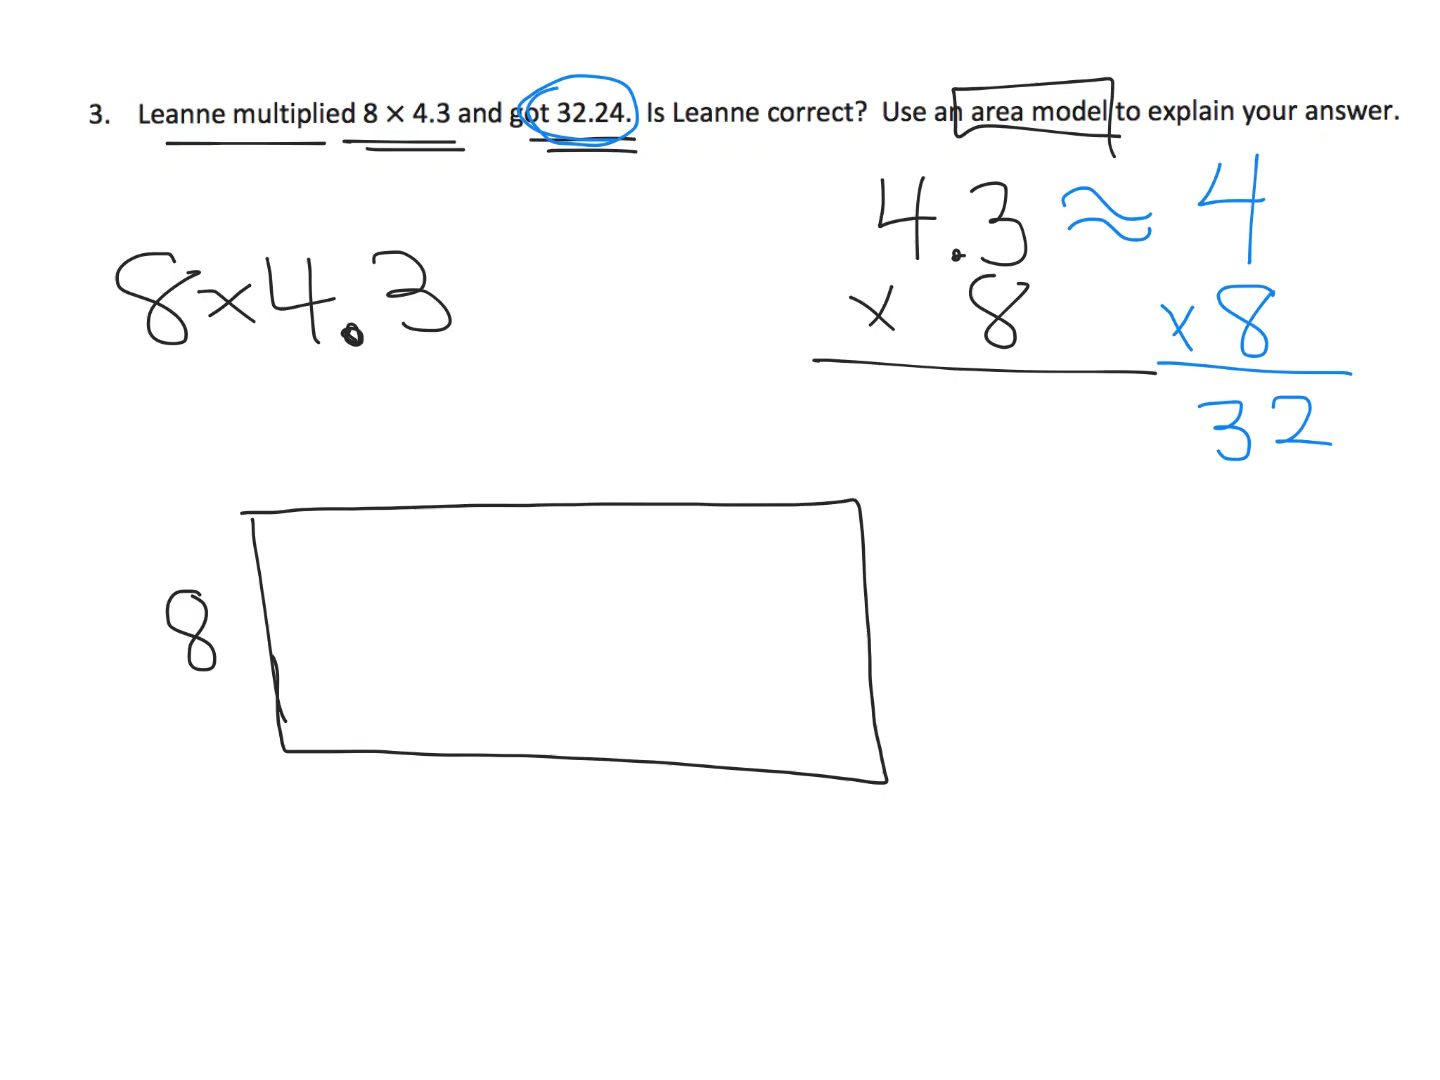 3. Leanne multiplied 8 × 4.3 and got 32.24. Is Leanne correct? Use an area model to explain your answer.
4.3 ≈ 4
8×4.3
× 8
× 8
32
8